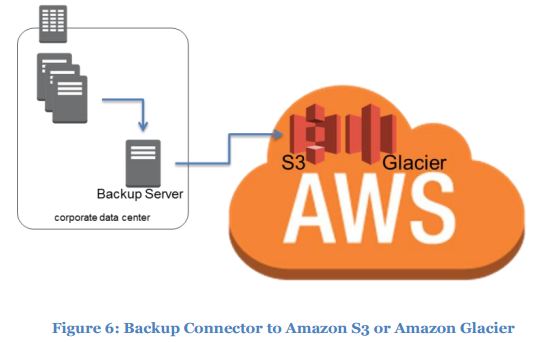 S3
Glacier
AWS
Backup Server
corporate data center
Figure 6: Backup Connector to Amazon S3 or Amazon Glacier